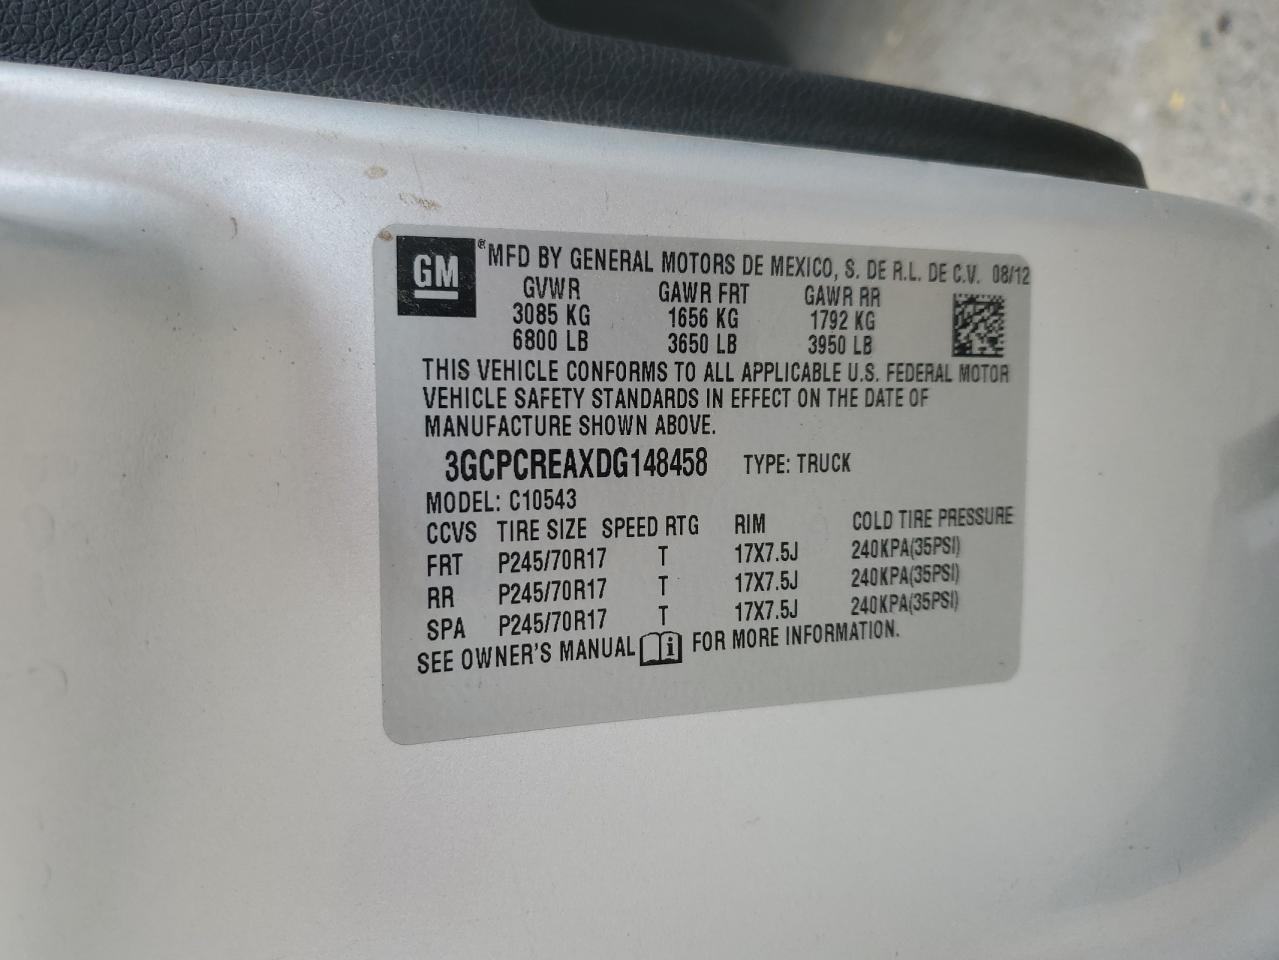 GM ® MFD BY GENERAL MOTORS DE MEXICO, S. DE R.L. DE C.V. 08/12
GVWR GAWR FRT GAWR RR
3085 KG 1656 KG 1792 KG
6800 LB 3650 LB 3950 LB
THIS VEHICLE CONFORMS TO ALL APPLICABLE U.S. FEDERAL MOTOR
VEHICLE SAFETY STANDARDS IN EFFECT ON THE DATE OF
MANUFACTURE SHOWN ABOVE.
3GCPCREAXDG148458 TYPE: TRUCK
MODEL: C10543
CCVS TIRE SIZE SPEED RTG RIM COLD TIRE PRESSURE
FRT P245/70R17 T 17X7.5J 240KPA(35PSI)
RR P245/70R17 T 17X7.5J 240KPA(35PSI)
SPA P245/70R17 T 17X7.5J 240KPA(35PSI)
SEE OWNER'S MANUAL i FOR MORE INFORMATION.